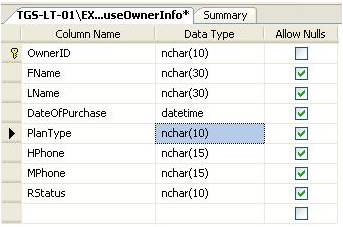 TGS-LT-01\EX...useOwnerInfo* Summary
Column Name Data Type Allow Nulls
OwnerID nchar(10)
FName nchar(30)
LName nchar(30)
DateOfPurchase datetime
PlanType nchar(10)
HPhone nchar(15)
MPhone nchar(15)
RStatus nchar(10)